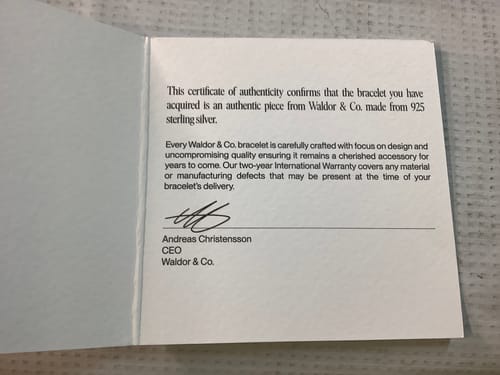 This certificate of authenticity confirms that the bracelet you have
acquired is an authentic piece from Waldor & Co. made from 925
sterling silver.
Every Waldor & Co. bracelet is carefully crafted with focus on design and
uncompromising quality ensuring it remains a cherished accessory for
years to come. Our two-year International Warranty covers any material
or manufacturing defects that may be present at the time of your
bracelet's delivery.
Andreas Christensson
CEO
Waldor & Co.